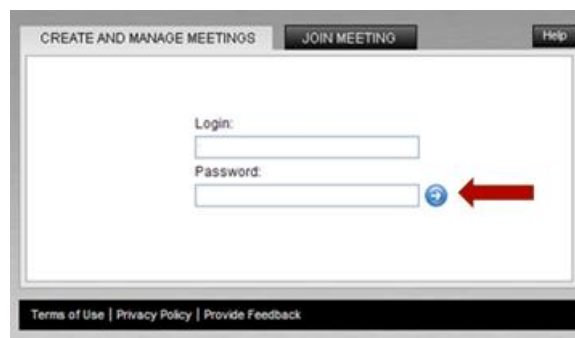 CREATE AND MANAGE MEETINGS JOIN MEETING Help
Login:
Password:
Terms of Use | Privacy Policy | Provide Feedback